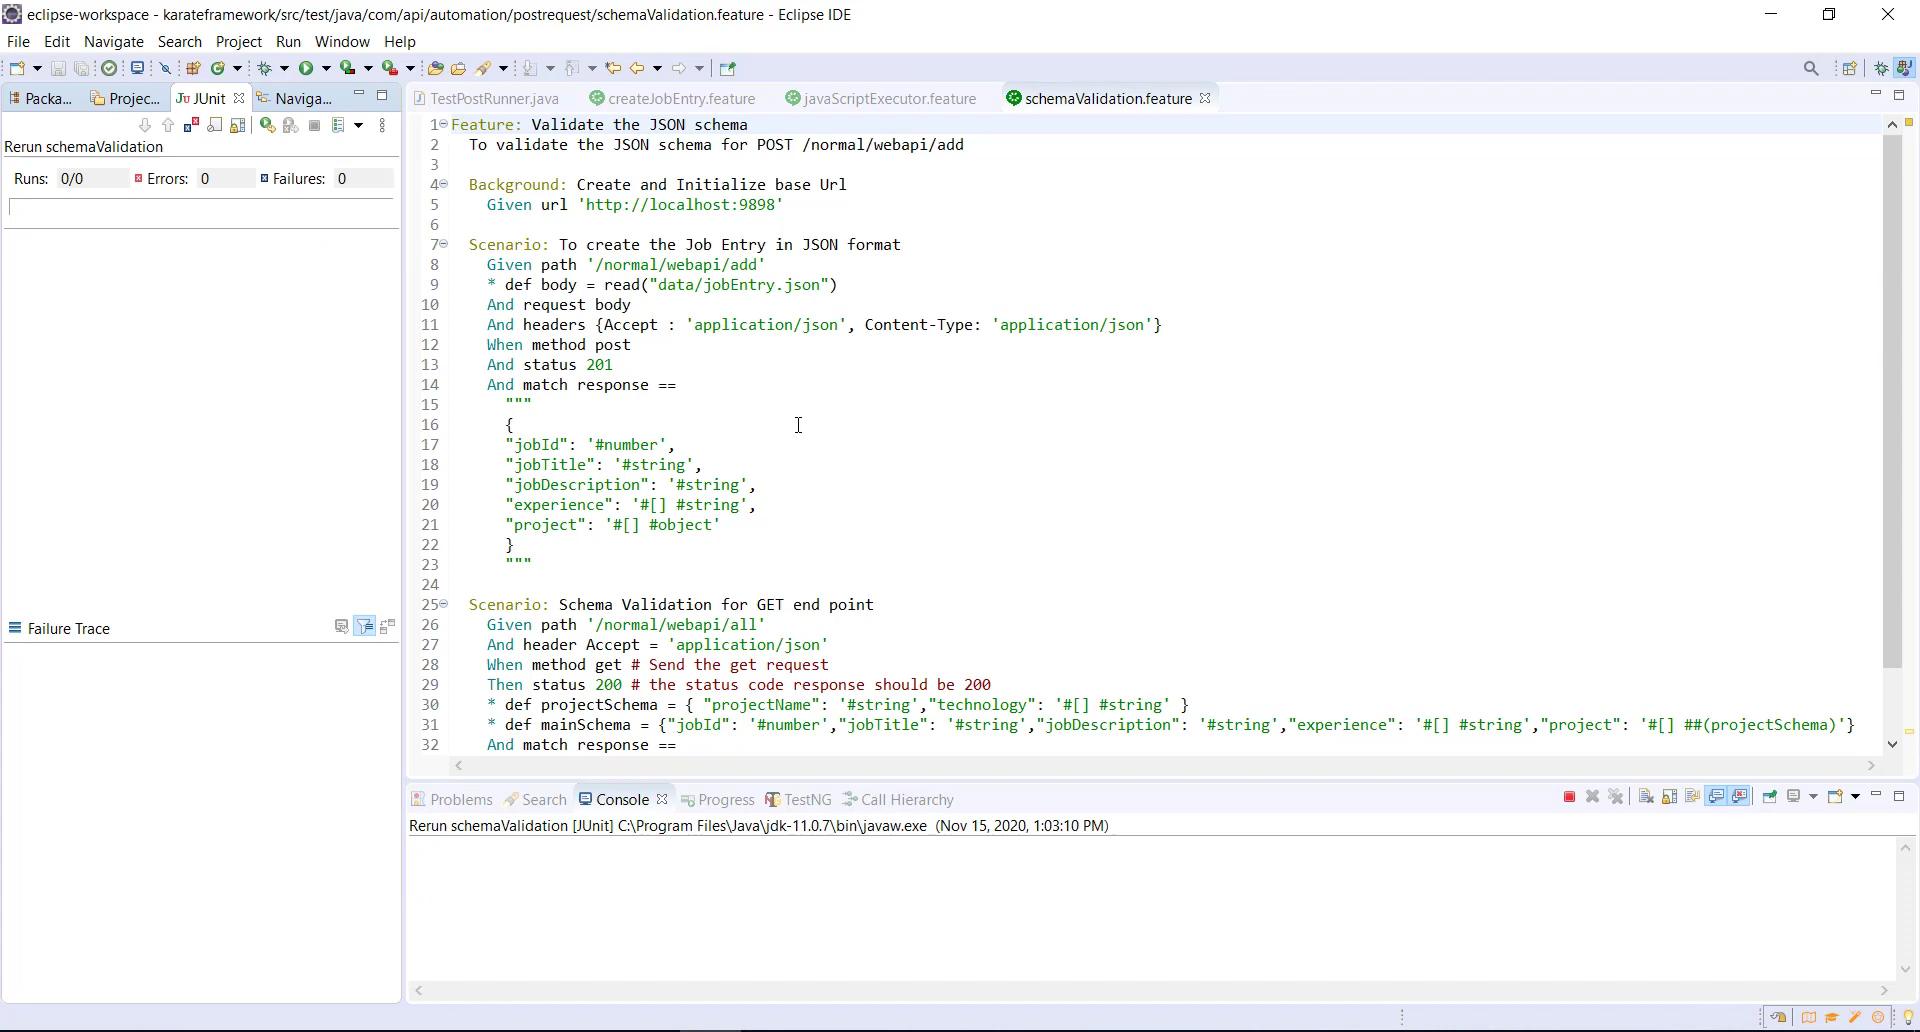 eclipse-workspace - karateframework/src/test/java/com/api/automation/postrequest/schemaValidation.feature - Eclipse IDE
File Edit Navigate Search Project Run Window Help
Packa... Projec... JUnit Naviga...
Rerun schemaValidation
Runs: 0/0 Errors: 0 Failures: 0
Failure Trace
TestPostRunner.java createJobEntry.feature javaScriptExecutor.feature schemaValidation.feature
1 Feature: Validate the JSON schema
2 To validate the JSON schema for POST /normal/webapi/add
3
4 Background: Create and Initialize base Url
5 Given url 'http://localhost:9898'
6
7 Scenario: To create the Job Entry in JSON format
8 Given path '/normal/webapi/add'
9 * def body = read("data/jobEntry.json")
10 And request body
11 And headers {Accept : 'application/json', Content-Type: 'application/json'}
12 When method post
13 And status 201
14 And match response ==
15 """
16 {
17 "jobId": '#number',
18 "jobTitle": '#string',
19 "jobDescription": '#string',
20 "experience": '#[] #string',
21 "project": '#[] #object'
22 }
23 """
24
25 Scenario: Schema Validation for GET end point
26 Given path '/normal/webapi/all'
27 And header Accept = 'application/json'
28 When method get # Send the get request
29 Then status 200 # the status code response should be 200
30 * def projectSchema = { "projectName": '#string',"technology": '#[] #string' }
31 * def mainSchema = {"jobId": '#number',"jobTitle": '#string',"jobDescription": '#string',"experience": '#[] #string',"project": '#[] ##(projectSchema)'}
32 And match response ==
Problems Search Console Progress TestNG Call Hierarchy
Rerun schemaValidation [JUnit] C:\Program Files\Java\jdk-11.0.7\bin\javaw.exe (Nov 15, 2020, 1:03:10 PM)